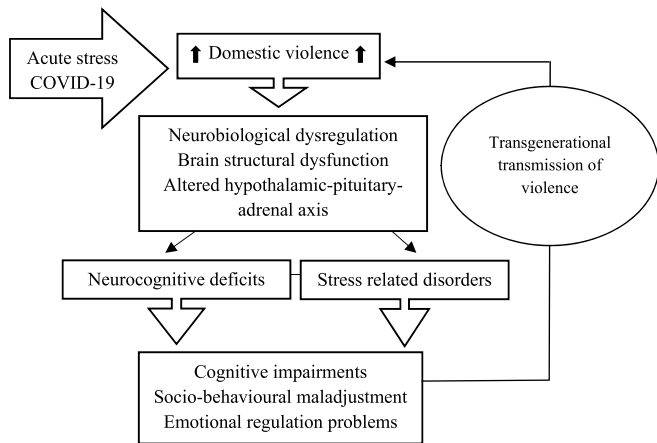 Acute stress
COVID-19
⬆ Domestic violence ⬆
Neurobiological dysregulation
Brain structural dysfunction
Altered hypothalamic-pituitary-
adrenal axis
Transgenerational
transmission of
violence
Neurocognitive deficits
Stress related disorders
Cognitive impairments
Socio-behavioural maladjustment
Emotional regulation problems